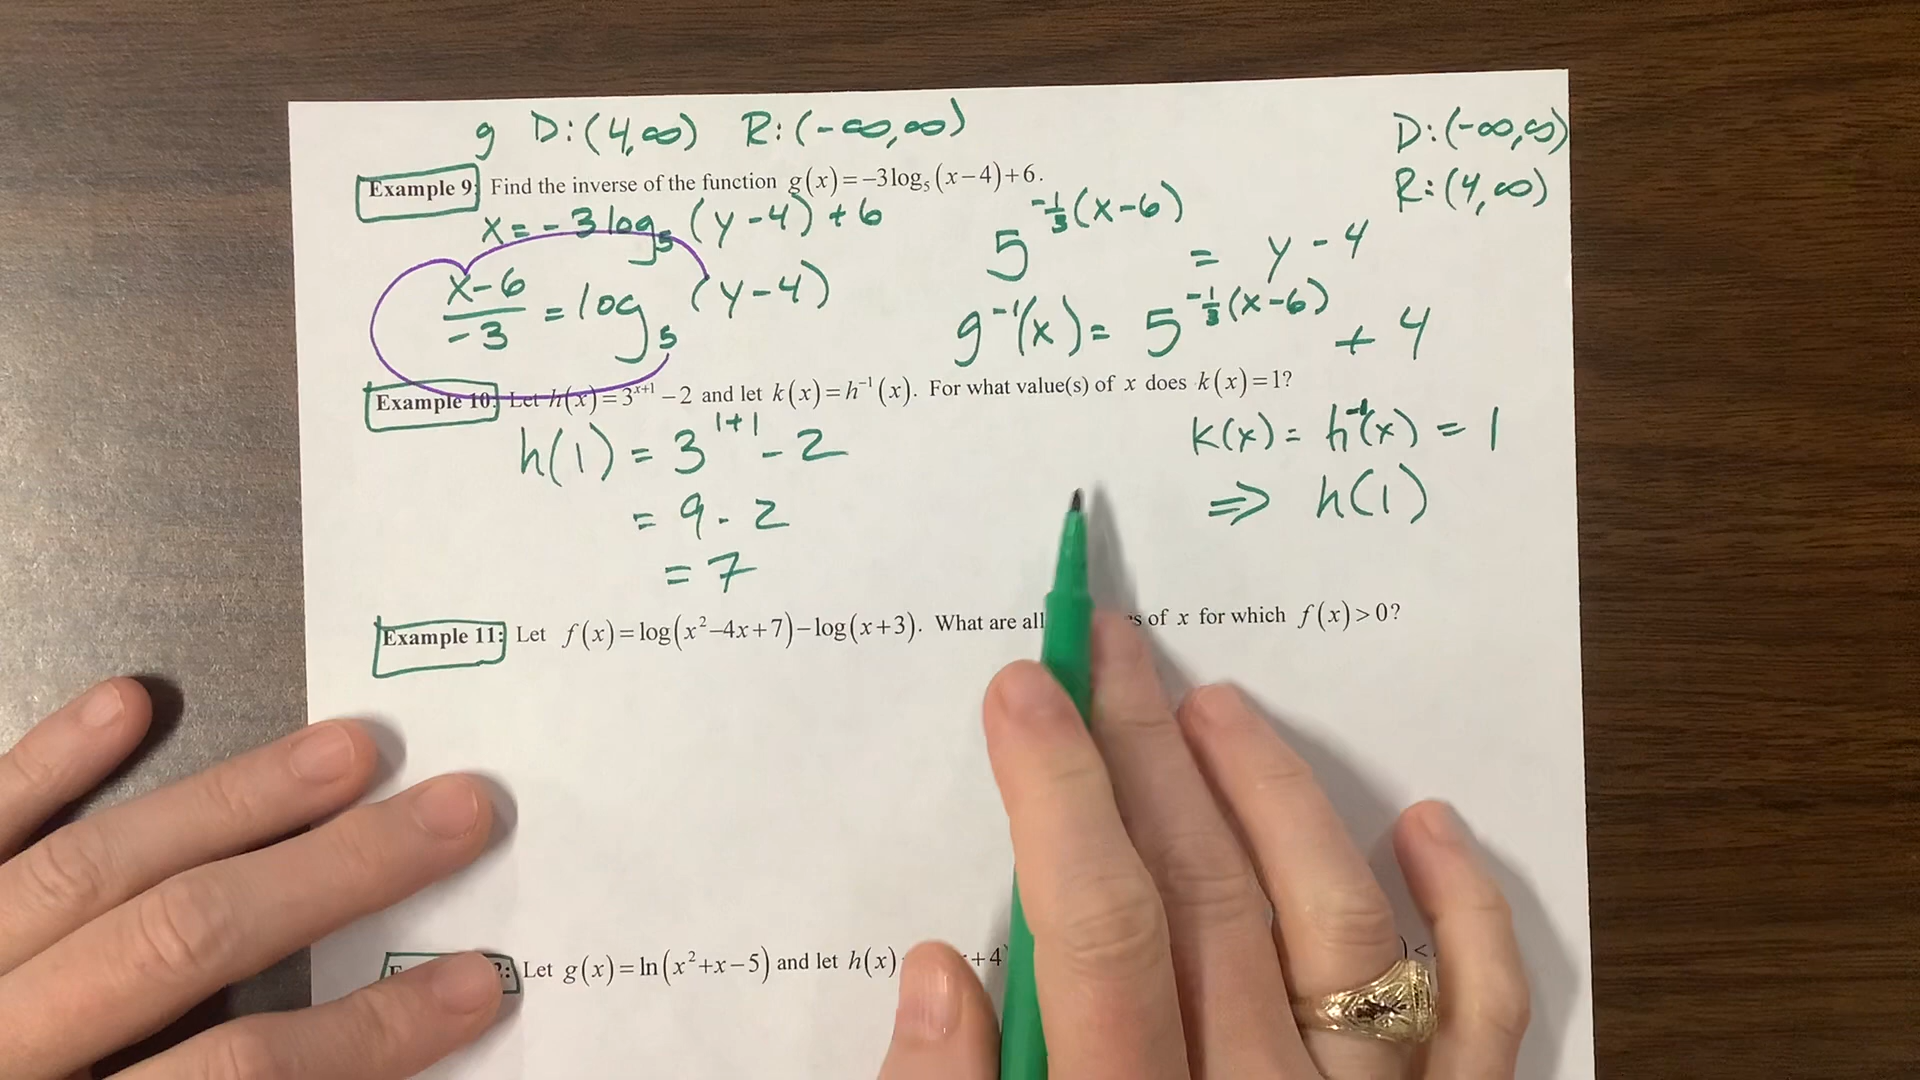 g D: (4,∞) R: (-∞,∞)
D: (-∞,∞)
R: (4,∞)
Example 9: Find the inverse of the function g(x)=−3log₅(x−4)+6.
x = -3 log₅ (y-4) + 6
(x-6)/-3 = log₅ (y-4)
5^(-1/3(x-6)) = y - 4
g⁻¹(x) = 5^(-1/3(x-6)) + 4
Example 10: Let h(x)=3ˣ⁺¹−2 and let k(x)=h⁻¹(x). For what value(s) of x does k(x)=1?
h(1) = 3¹⁺¹ - 2
= 9 - 2
= 7
k(x) = h⁻¹(x) = 1
⇒ h(1)
Example 11: Let f(x)=log(x²−4x+7)−log(x+3). What are all of x for which f(x)>0?
Let g(x)=ln(x²+x−5) and let h(x) +4) <